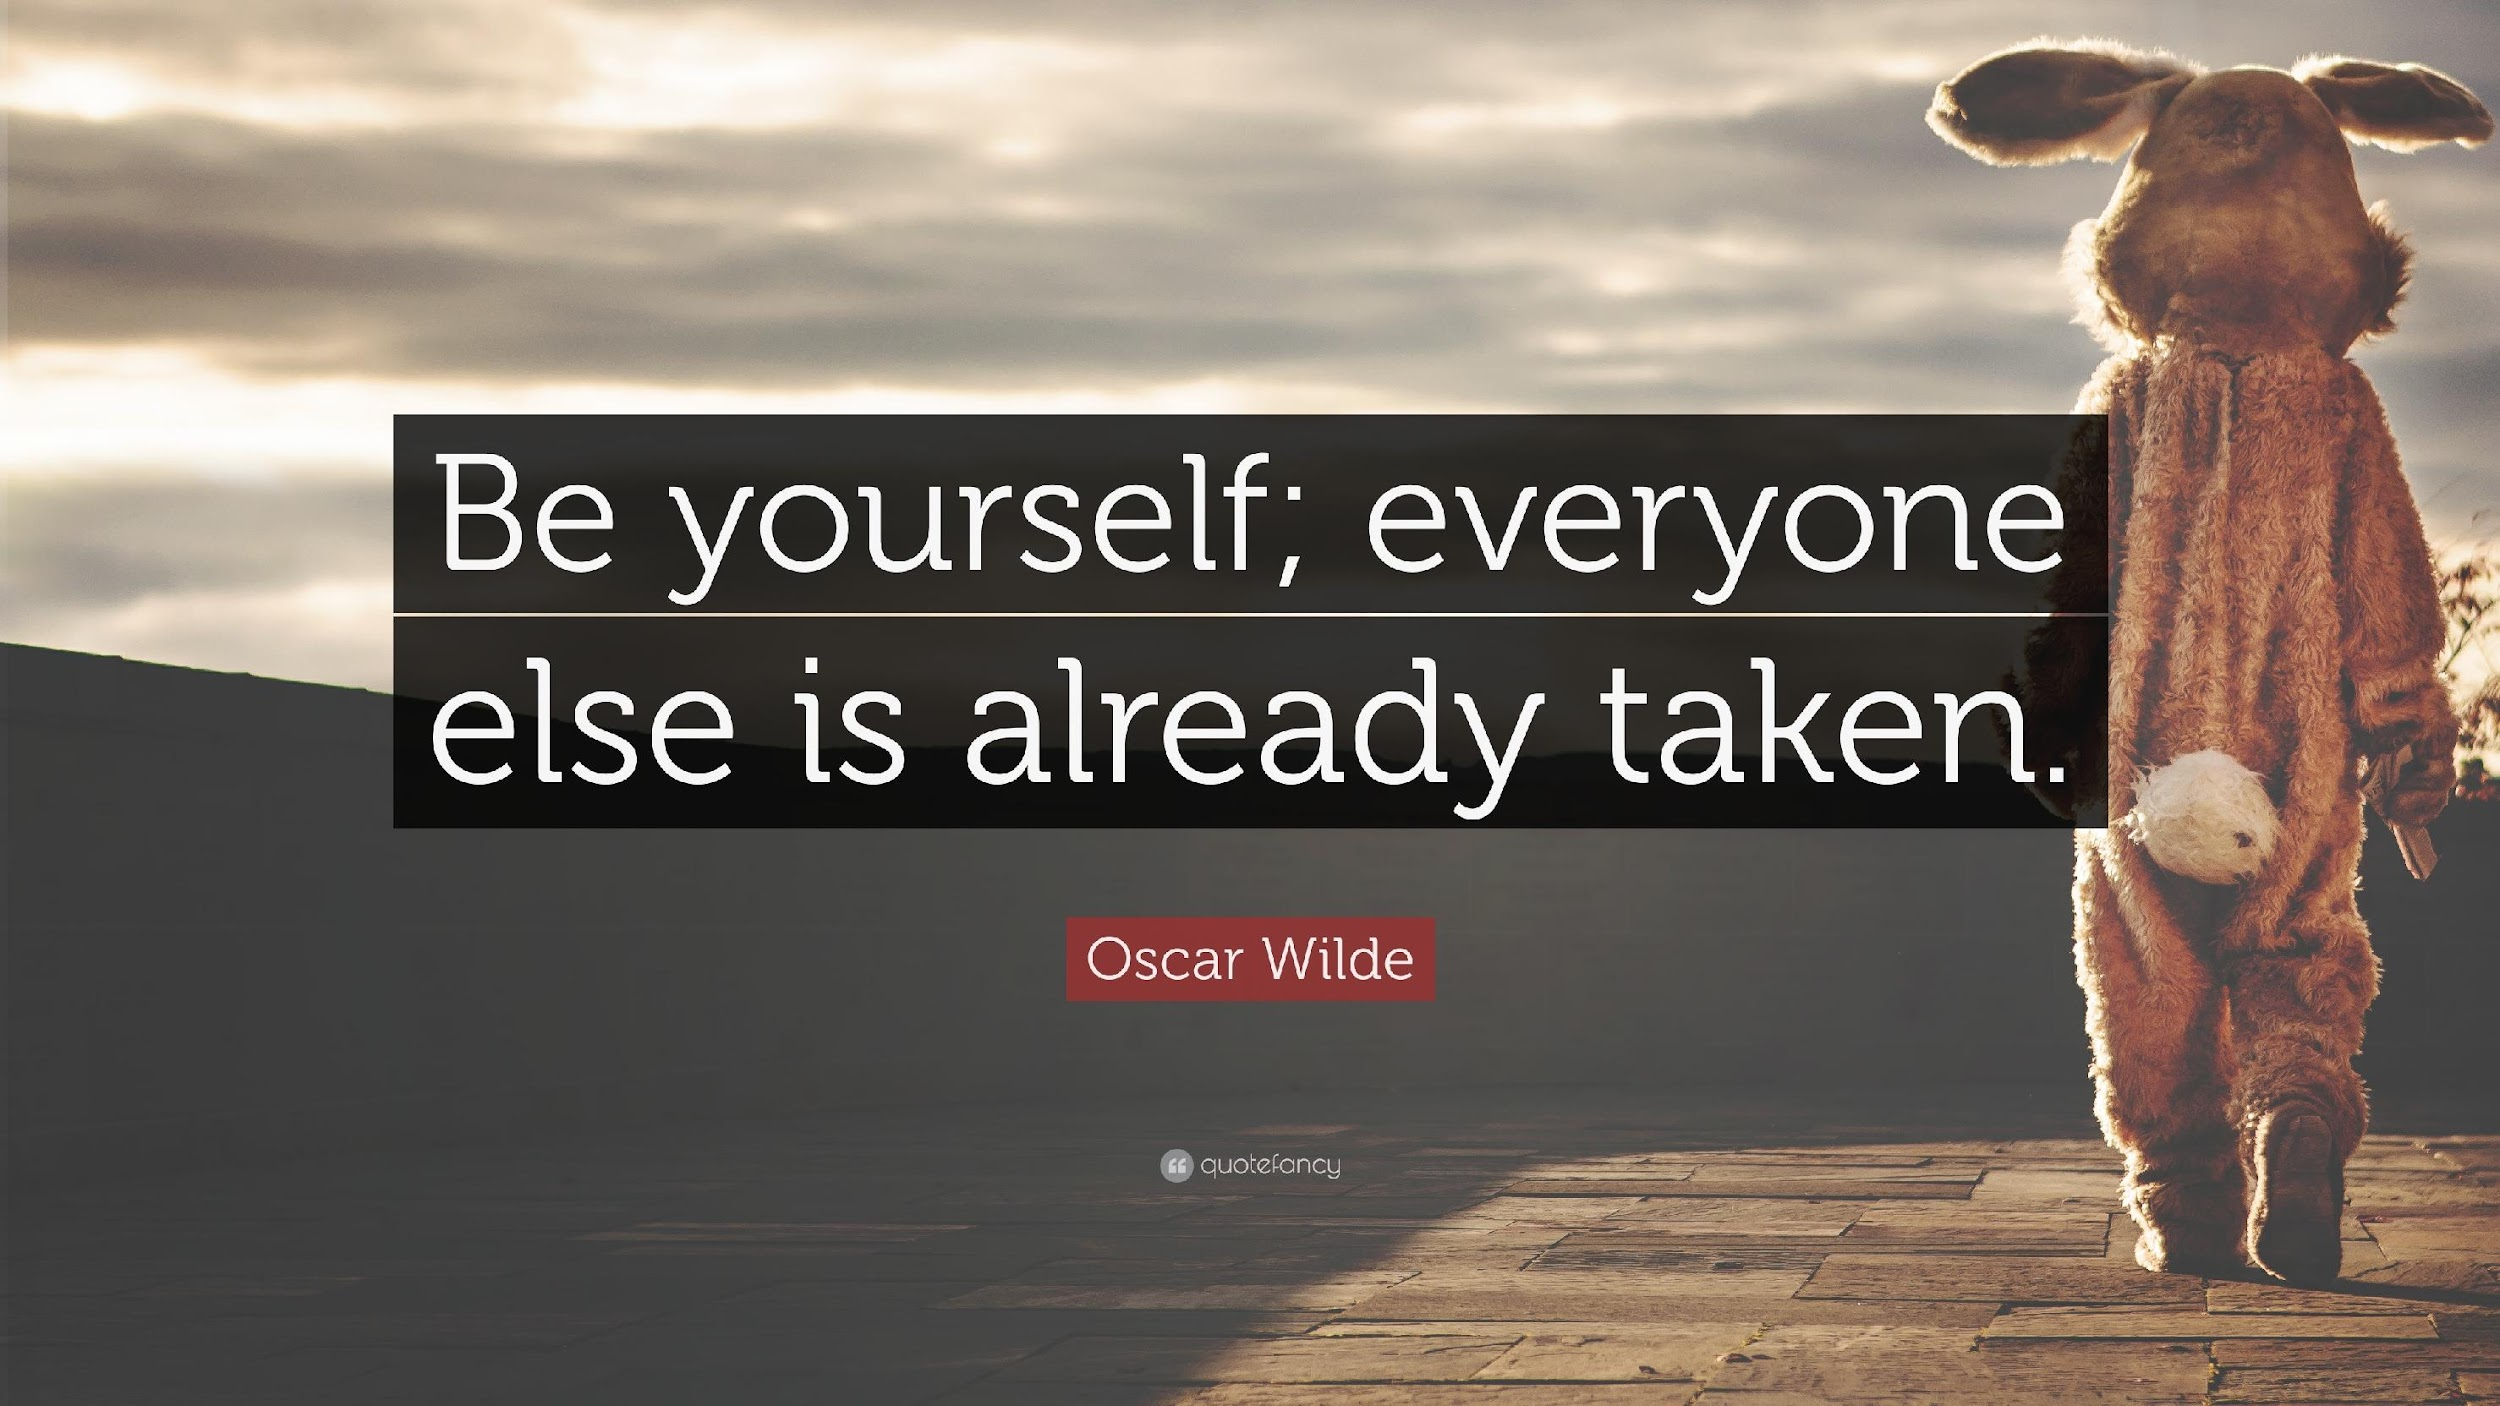 Be yourself; everyone
else is already taken.
Oscar Wilde
quotefancy